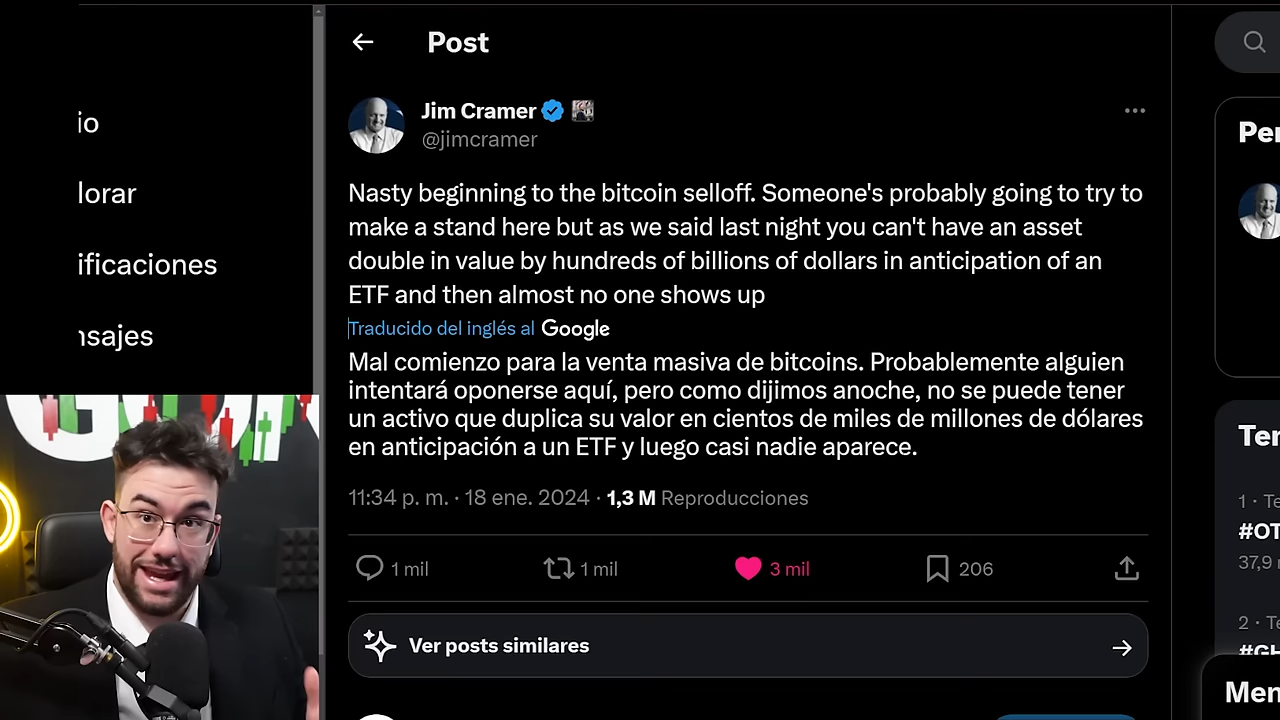 Post
Jim Cramer
@jimcramer
io
lorar
ificaciones
nsajes
Nasty beginning to the bitcoin selloff. Someone's probably going to try to
make a stand here but as we said last night you can't have an asset
double in value by hundreds of billions of dollars in anticipation of an
ETF and then almost no one shows up
Traducido del inglés al Google
Mal comienzo para la venta masiva de bitcoins. Probablemente alguien
intentará oponerse aquí, pero como dijimos anoche, no se puede tener
un activo que duplica su valor en cientos de miles de millones de dólares
en anticipación a un ETF y luego casi nadie aparece.
11:34 p. m. · 18 ene. 2024 · 1,3 M Reproducciones
1 mil 1 mil 3 mil 206
Ver posts similares
Per
Ter
1 · Te
#OT
37,9 
2 · Te
#GH
Men